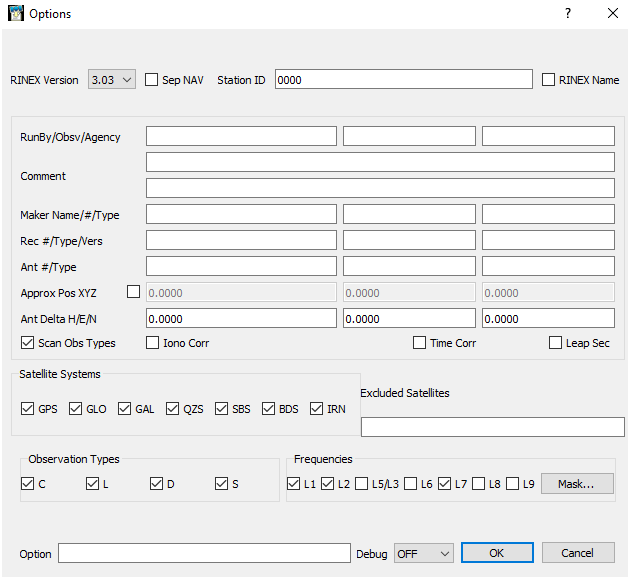 Options
RINEX Version 3.03 Sep NAV Station ID 0000 RINEX Name
RunBy/Obsv/Agency
Comment
Maker Name/#/Type
Rec #/Type/Vers
Ant #/Type
Approx Pos XYZ 0.0000 0.0000 0.0000
Ant Delta H/E/N 0.0000 0.0000 0.0000
Scan Obs Types Iono Corr Time Corr Leap Sec
Satellite Systems
Excluded Satellites
GPS GLO GAL QZS SBS BDS IRN
Observation Types Frequencies
C L D S L1 L2 L5/L3 L6 L7 L8 L9 Mask...
Option Debug OFF OK Cancel